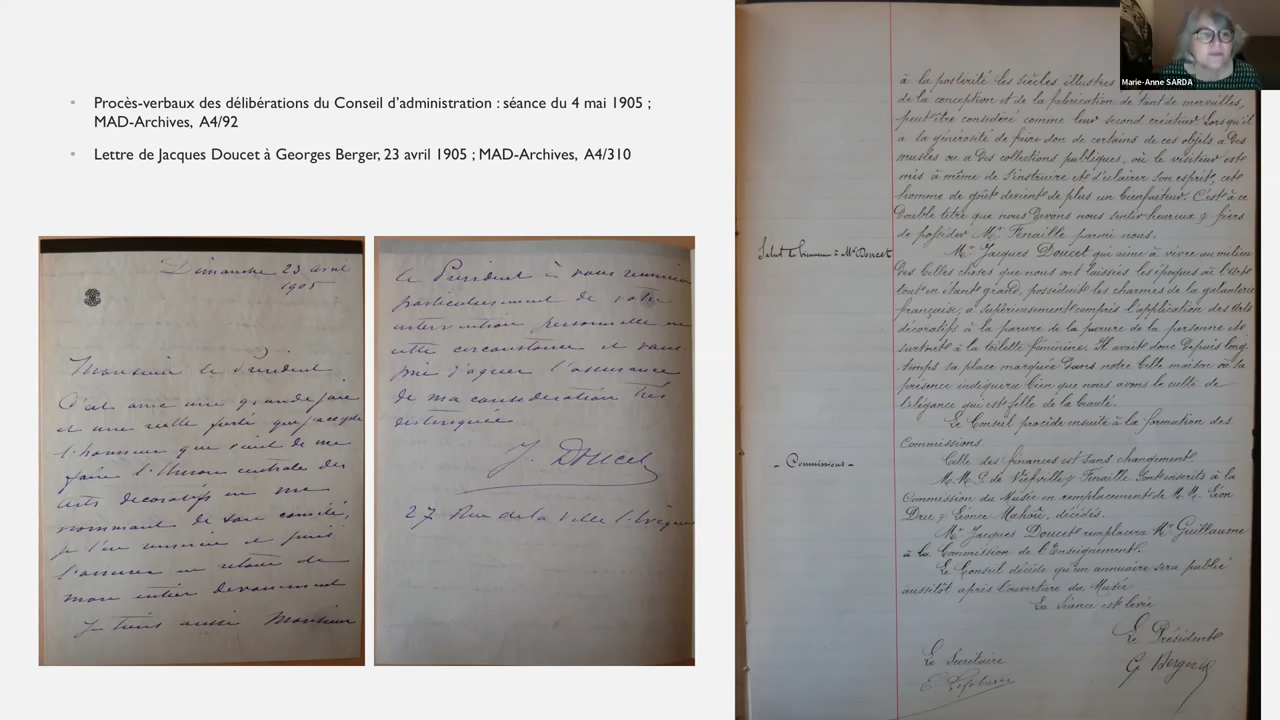 • Procès-verbaux des délibérations du Conseil d'administration : séance du 4 mai 1905 ;
MAD-Archives, A4/92
• Lettre de Jacques Doucet à Georges Berger, 23 avril 1905 ; MAD-Archives, A4/310
Dimanche 23 avril
1905
Monsieur le Président
C'est avec une grande joie
et une réelle fierté que j'accepte
l'honneur que vient de me
faire l'Union centrale des
arts décoratifs en me
nommant de son comité,
je l'en remercie et puis
l'assurer en retour de
mon entier dévouement
Je tiens aussi Monsieur
le Président à vous remercier
particulièrement de votre
intervention personnelle en
cette circonstance et vous
prie d'agréer l'assurance
de ma considération très
distinguée
J. Doucet
27 Rue de la Ville l'Evêque
Marie-Anne SARDA
à la postérité les siècles illustres
de la conception et de la fabrication de tant de merveilles,
peut être considéré comme leur second créateur. Lorsqu'il
a la générosité de faire don de certains de ces objets à des
musées ou à des collections publiques, où le visiteur est
mis à même de s'instruire et d'éclairer son esprit, cet
homme de goût devient de plus un bienfaiteur. C'est à ce
double titre que nous devons nous sentir heureux & fiers
de posséder Mr Fenaille parmi nous.
Salut de bienvenue à Mr Doucet
Mr Jacques Doucet qui aime à vivre au milieu
des belles choses que nous ont laissées les époques où l'Art
tout en étant grand, possédait les charmes de la galanterie
française, a supérieurement compris l'application des Arts
décoratifs à la parure de la parure de la personne et
surtout à la toilette féminine. Il avait donc depuis long-
temps sa place marquée dans notre belle maison où sa
présence indiquera bien que nous avons le culte de
l'élégance qui est fille de la beauté.
Le Conseil procède ensuite à la formation des
Commissions.
- Commissions -
Celle des finances est sans changement.
M.M. G. de & Fenaille sont inscrits à la
Commission du Musée en remplacement de M.M. Léon
Dru & Léonce Mahoû, décédés.
Mr Jacques Doucet remplacera Mr Guillaume
à la Commission de l'Enseignement.
Le Conseil décide qu'un annuaire sera publié
aussitôt après l'ouverture du Musée
La séance est levée
Le Président
G. Berger
Le Secrétaire